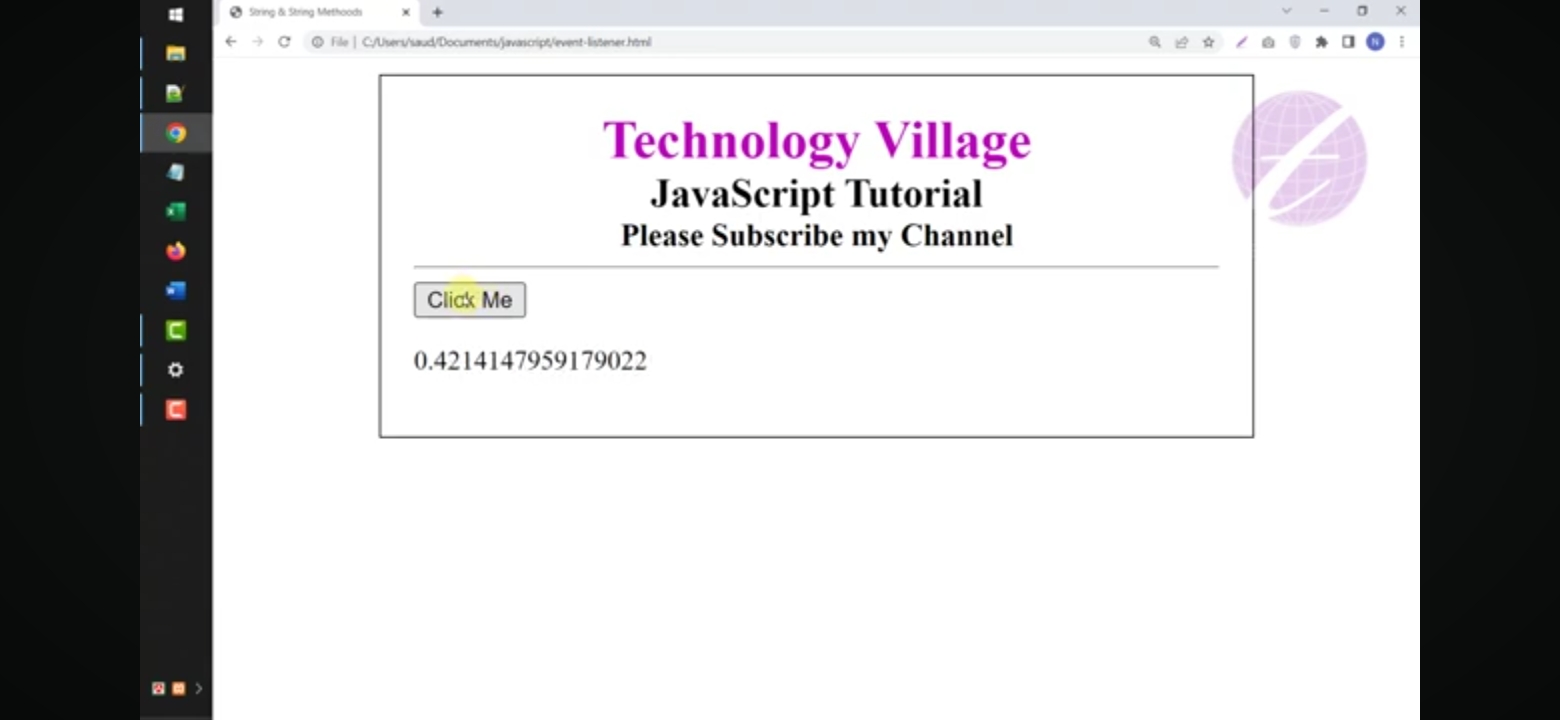 String & String Methoods
File | C:/Users/saud/Documents/javascript/event-listener.html
N
Technology Village
JavaScript Tutorial
Please Subscribe my Channel
Click Me
0.4214147959179022